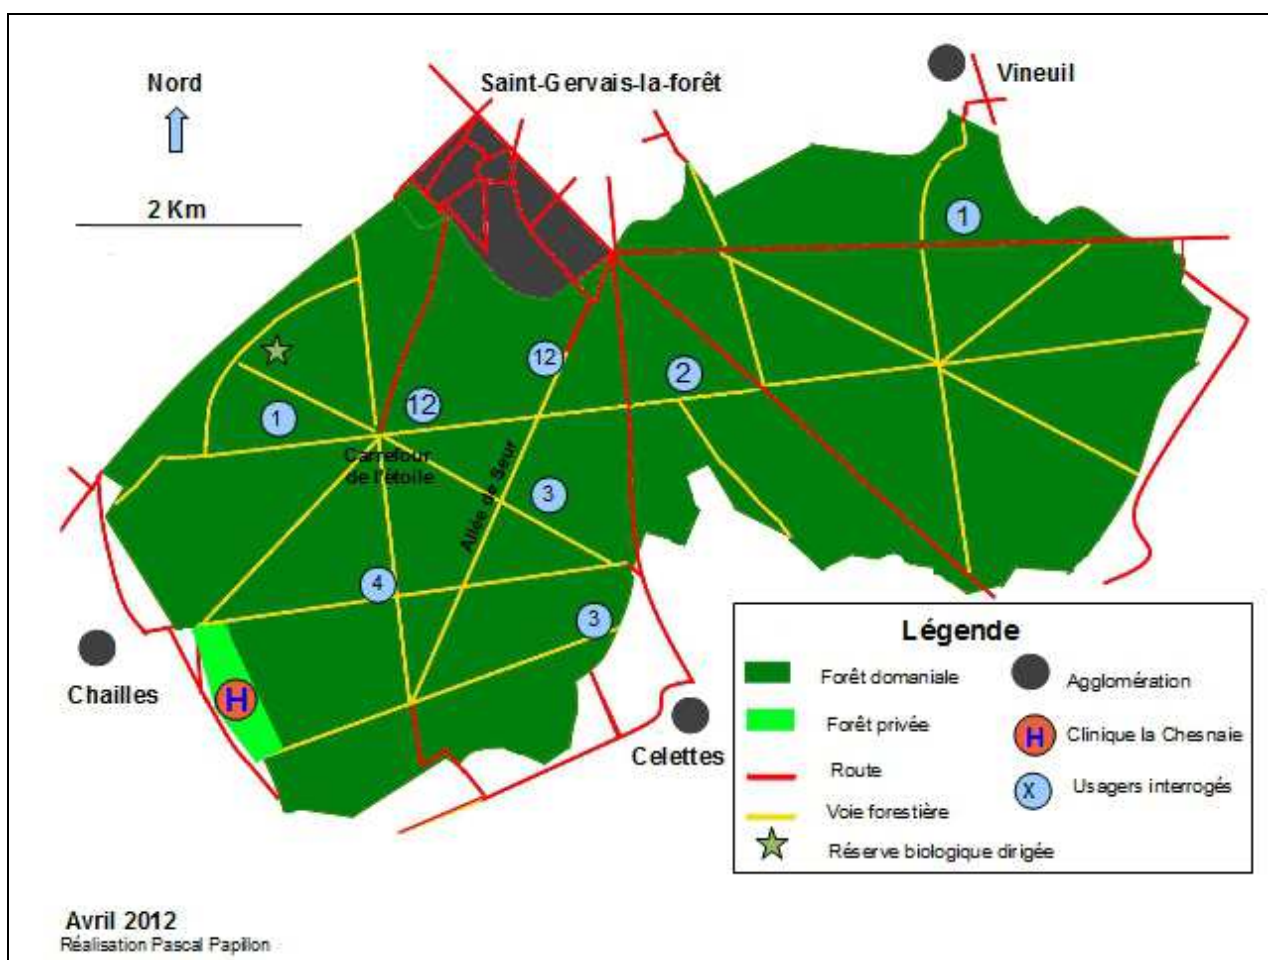 Nord
Saint-Gervais-la-forêt
Vineuil
2 Km
1
12
2
12
1
Carrefour
de l'étoile
Allée de Seur
3
4
3
H
Chailles
Celettes
Légende
Forêt domaniale
Agglomération
Forêt privée
H
Clinique la Chesnaie
Route
X
Usagers interrogés
Voie forestière
Réserve biologique dirigée
Avril 2012
Réalisation Pascal Papillon